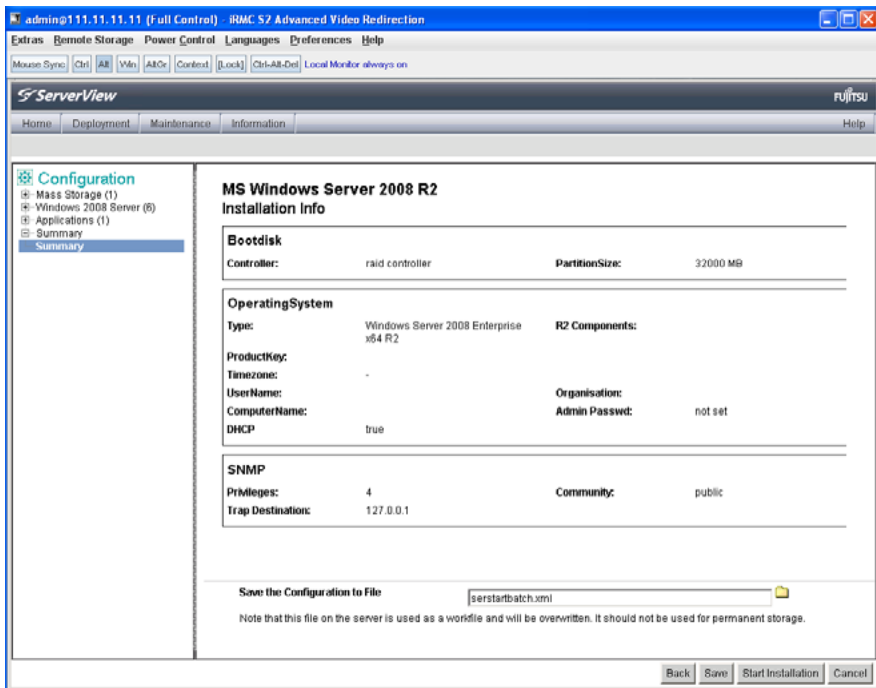 admin@111.11.11.11 (Full Control) - iRMC S2 Advanced Video Redirection
Extras Remote Storage Power Control Languages Preferences Help
Mouse Sync Ctrl Alt Win AltGr Context [Lock] Ctrl-Alt-Del Local Monitor always on
ServerView FUJITSU
Home Deployment Maintenance Information Help
Configuration
Mass Storage (1)
Windows 2008 Server (6)
Applications (1)
Summary
Summary
MS Windows Server 2008 R2
Installation Info
Bootdisk
Controller: raid controller PartitionSize: 32000 MB
OperatingSystem
Type: Windows Server 2008 Enterprise R2 Components:
x64 R2
ProductKey:
Timezone: -
UserName: Organisation:
ComputerName: Admin Passwd: not set
DHCP true
SNMP
Privileges: 4 Community: public
Trap Destination: 127.0.0.1
Save the Configuration to File serstartbatch.xml
Note that this file on the server is used as a workfile and will be overwritten. It should not be used for permanent storage.
Back Save Start Installation Cancel